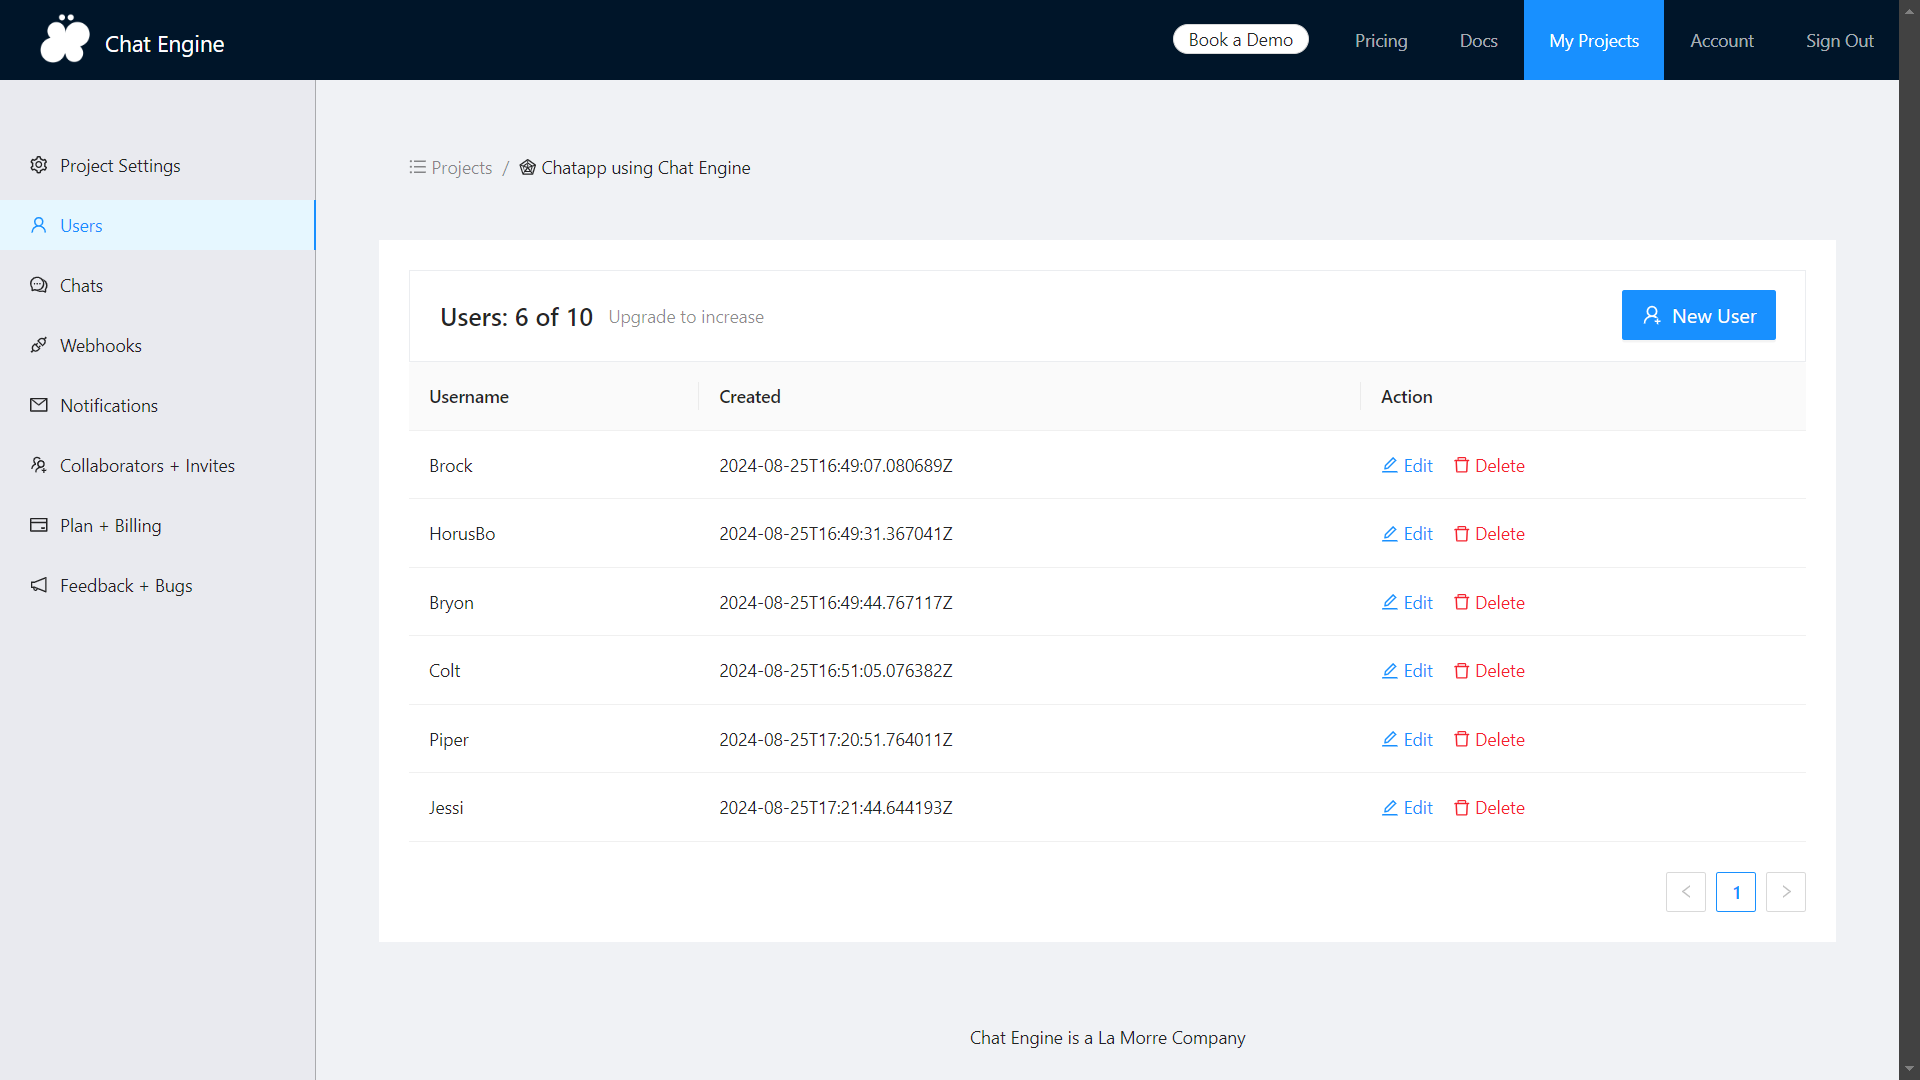 Chat Engine
Book a Demo
Pricing
Docs
My Projects
Account
Sign Out
Project Settings
Users
Chats
Webhooks
Notifications
Collaborators + Invites
Plan + Billing
Feedback + Bugs
Projects / Chatapp using Chat Engine
Users: 6 of 10 Upgrade to increase
New User
Username Created Action
Brock 2024-08-25T16:49:07.080689Z Edit Delete
HorusBo 2024-08-25T16:49:31.367041Z Edit Delete
Bryon 2024-08-25T16:49:44.767117Z Edit Delete
Colt 2024-08-25T16:51:05.076382Z Edit Delete
Piper 2024-08-25T17:20:51.764011Z Edit Delete
Jessi 2024-08-25T17:21:44.644193Z Edit Delete
1
Chat Engine is a La Morre Company